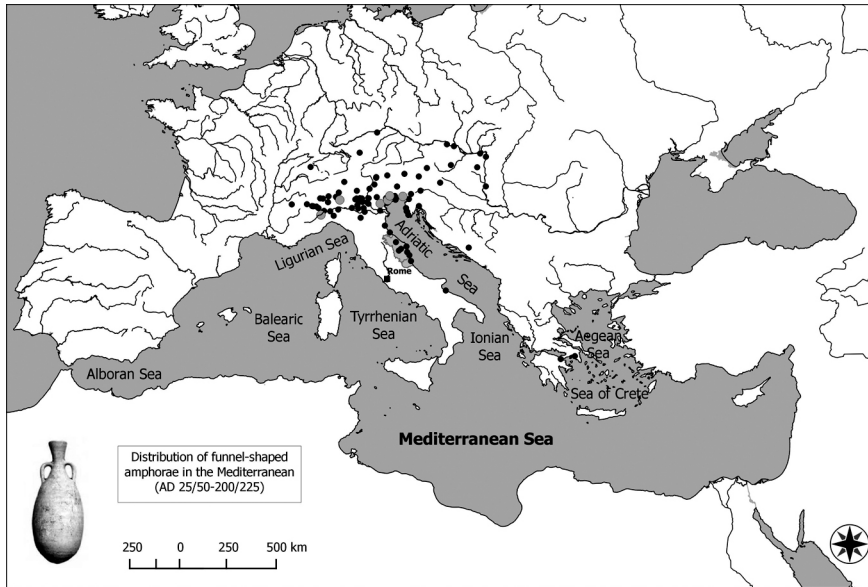 Ligurian Sea
Adriatic
Sea
Rome
Balearic
Sea
Tyrrhenian
Sea
Ionian
Sea
Aegean
Sea
Alboran Sea
Sea of Crete
Mediterranean Sea
Distribution of funnel-shaped
amphorae in the Mediterranean
(AD 25/50-200/225)
250 0 250 500 km